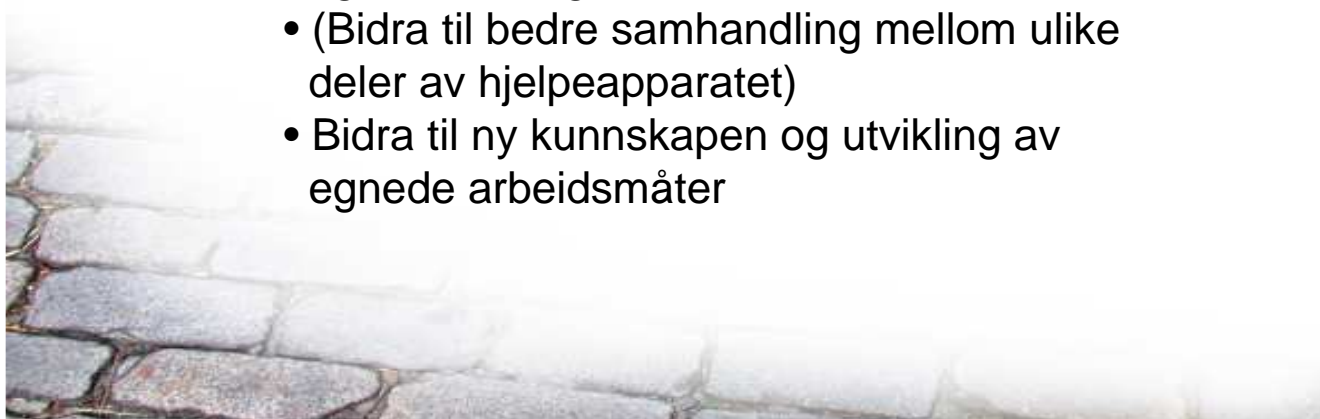 • (Bidra til bedre samhandling mellom ulike
deler av hjelpeapparatet)
• Bidra til ny kunnskapen og utvikling av
egnede arbeidsmåter